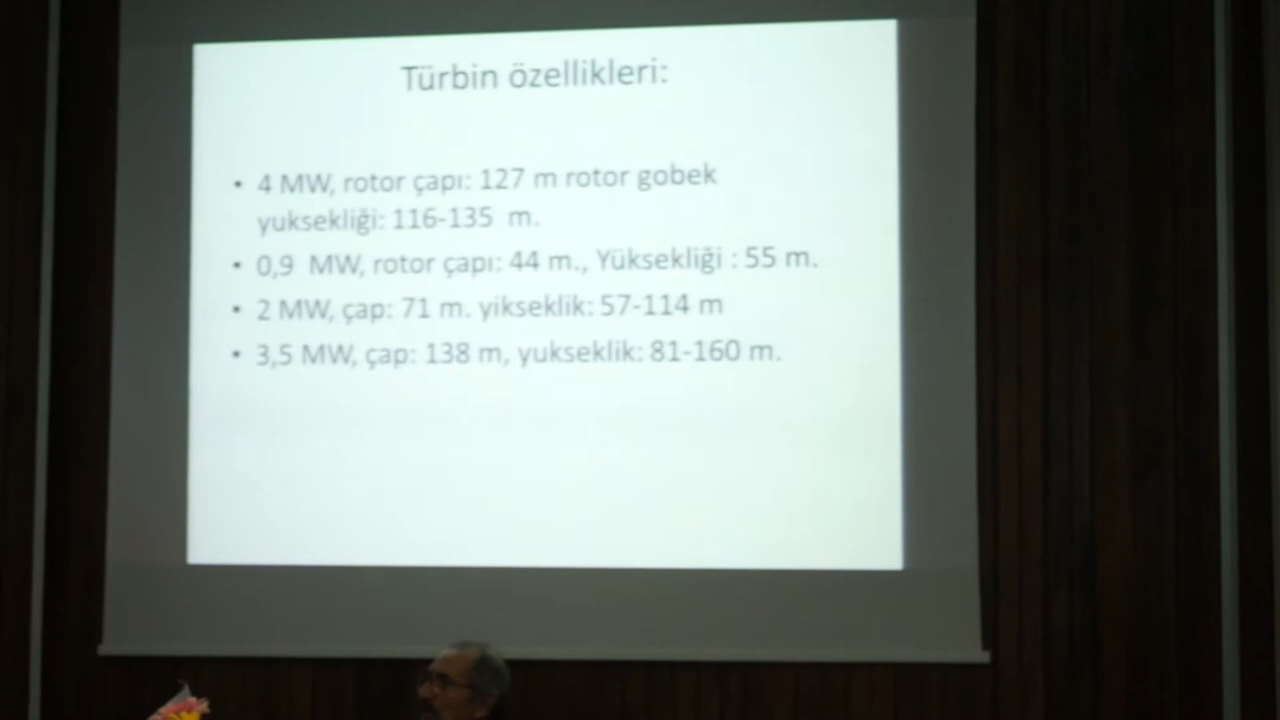 Türbin özellikleri:
• 4 MW, rotor çapı: 127 m rotor gobek
yuksekliği: 116-135 m.
• 0,9 MW, rotor çapı: 44 m., Yüksekliği : 55 m.
• 2 MW, çap: 71 m. yikseklik: 57-114 m
• 3,5 MW, çap: 138 m, yukseklik: 81-160 m.